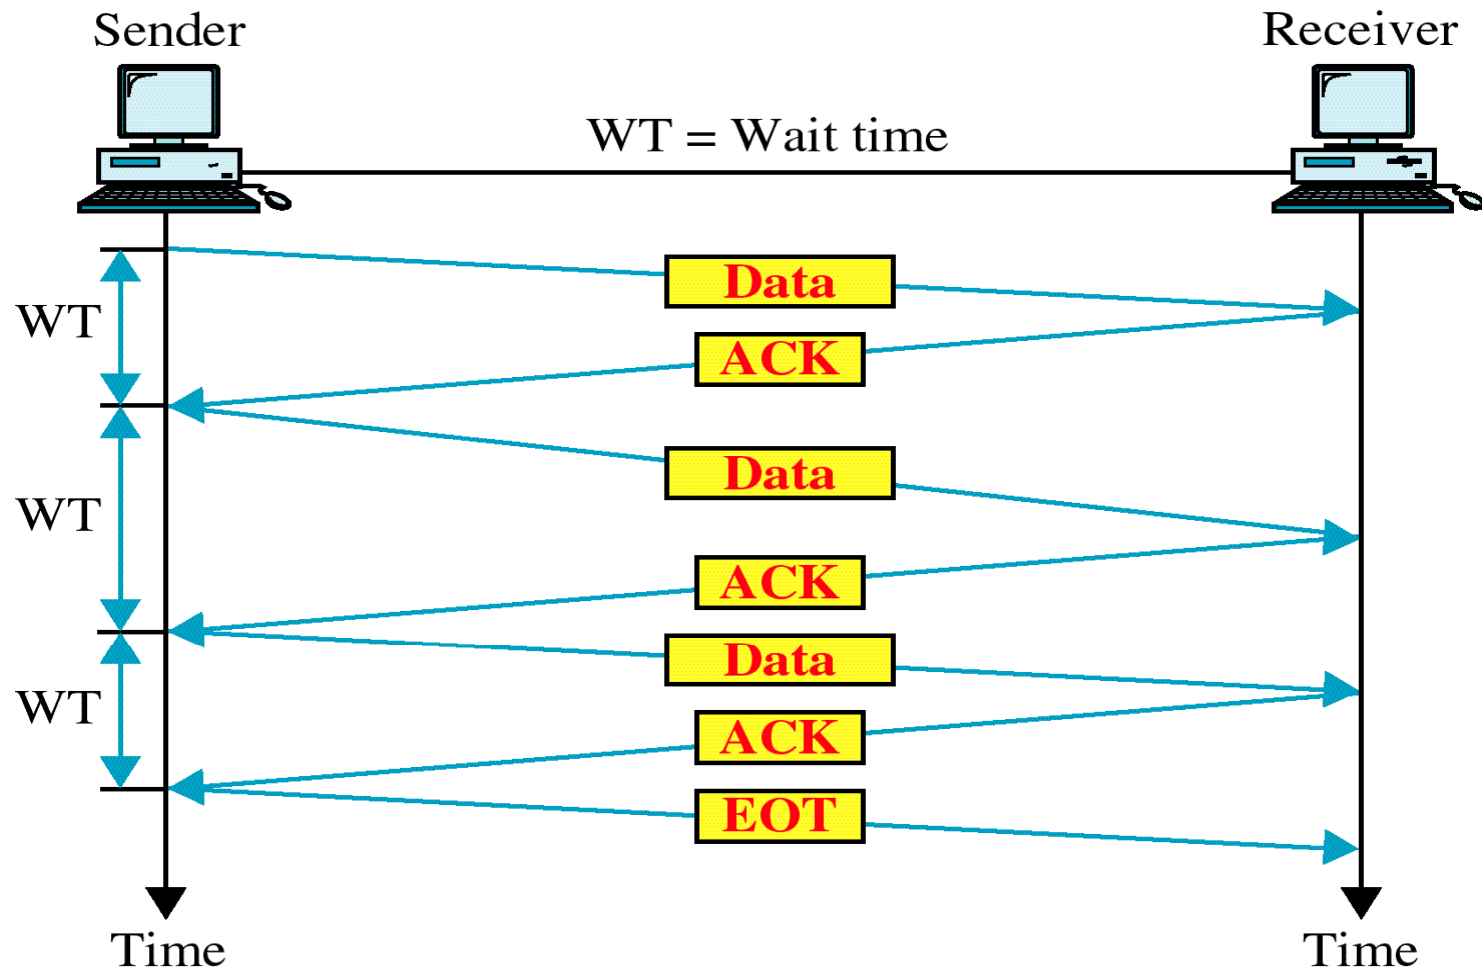 Sender
Receiver
WT = Wait time
Data
WT
ACK
Data
WT
ACK
Data
WT
ACK
EOT
Time
Time